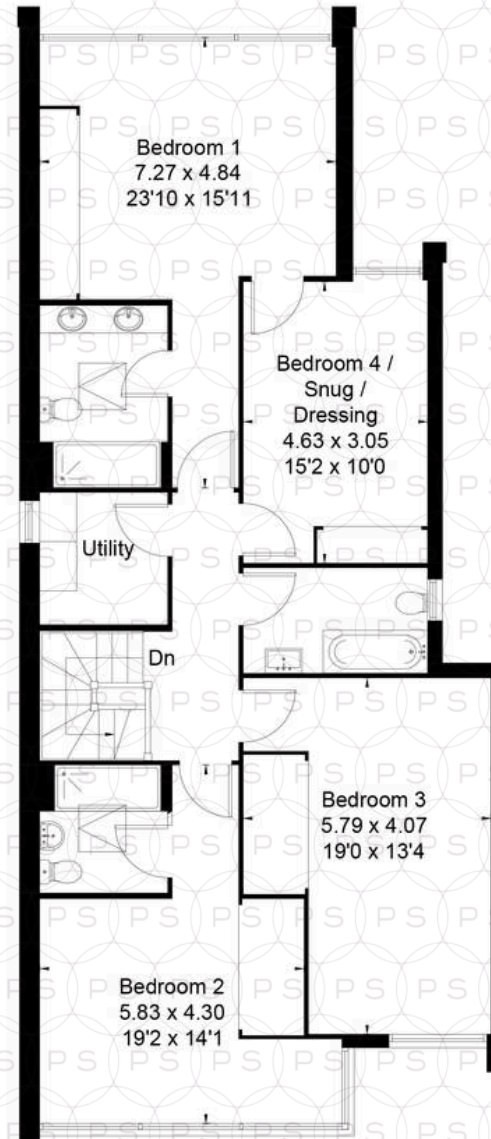 Bedroom 1
7.27 x 4.84
23'10 x 15'11
Bedroom 4 /
Snug /
Dressing
4.63 x 3.05
15'2 x 10'0
Utility
Dn
Bedroom 3
5.79 x 4.07
19'0 x 13'4
Bedroom 2
5.83 x 4.30
19'2 x 14'1
PS